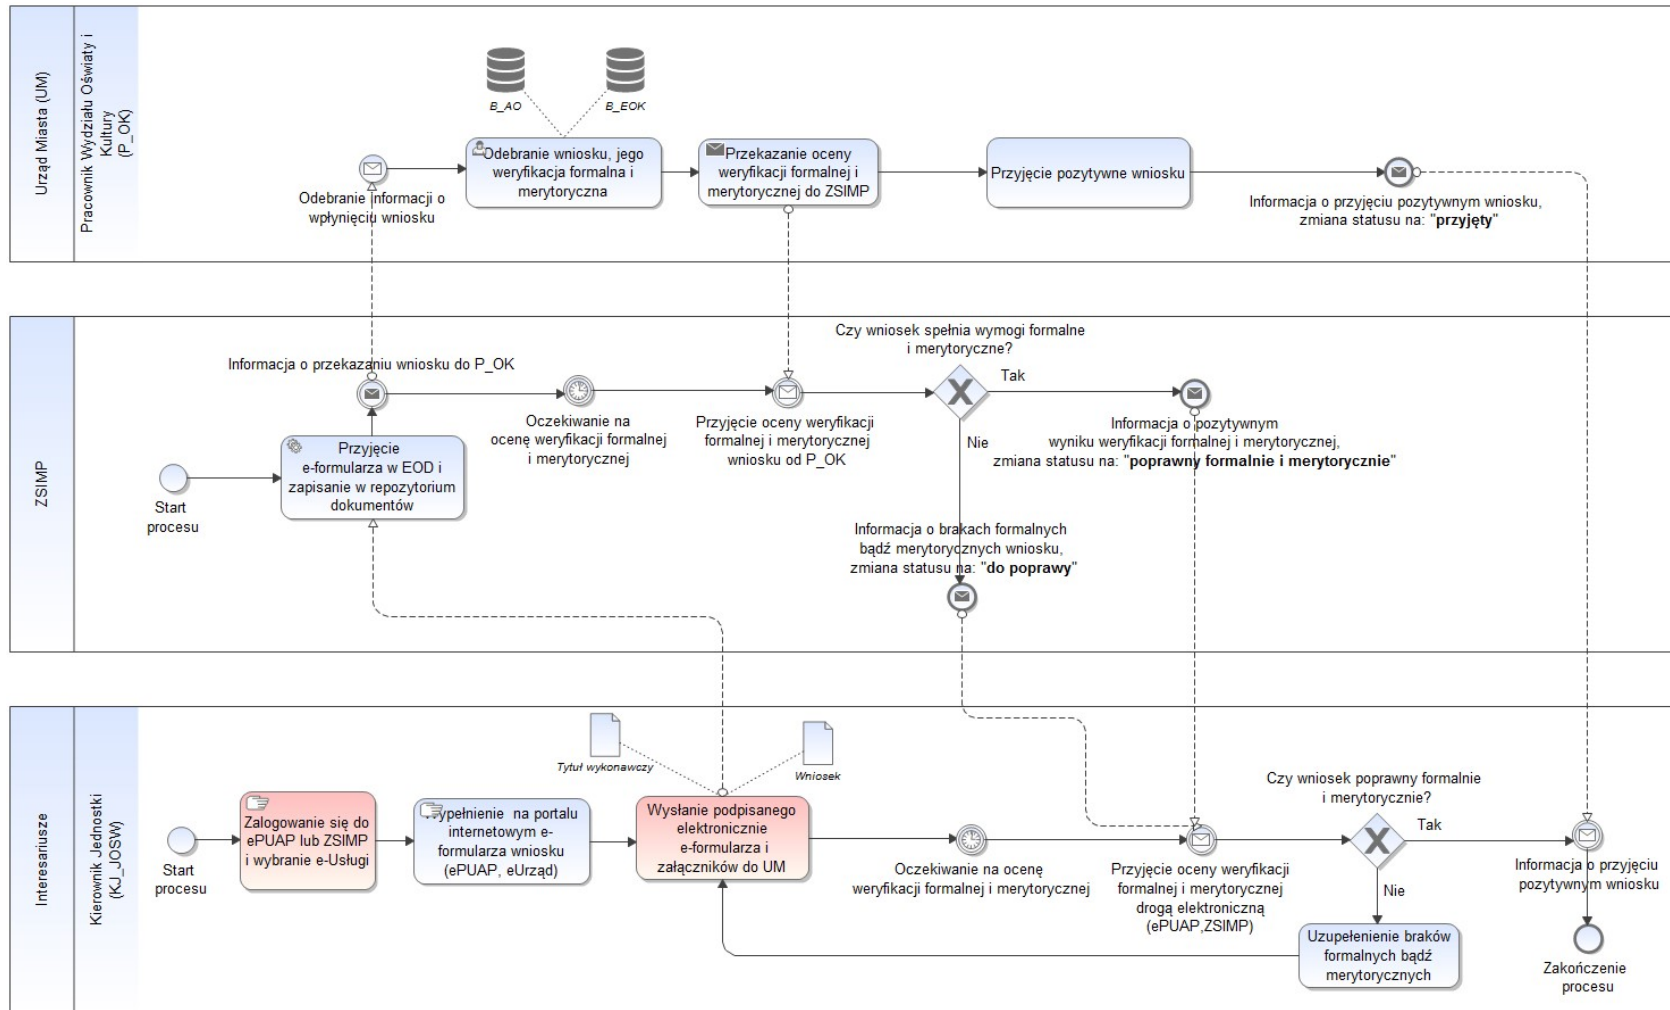 Urząd Miasta (UM)
Pracownik Wydziału Oświaty i
Kultury
(P_OK)
B_AO
B_EOK
Odebranie informacji o
wpłynięciu wniosku
Odebranie wniosku, jego
weryfikacja formalna i
merytoryczna
Przekazanie oceny
weryfikacji formalnej
i merytorycznej do ZSIMP
Przyjęcie pozytywne wniosku
Informacja o przyjęciu pozytywnym wniosku,
zmiana statusu na: "przyjęty"
ZSIMP
Start
procesu
Informacja o przekazaniu wniosku do P_OK
Przyjęcie
e-formularza w EOD i
zapisanie w repozytorium
dokumentów
Oczekiwanie na
ocenę weryfikacji formalnej
i merytorycznej
Przyjęcie oceny weryfikacji
formalnej i merytorycznej
wniosku od P_OK
Czy wniosek spełnia wymogi formalne
i merytoryczne?
Tak
Nie
Informacja o pozytywnym
wyniku weryfikacji formalnej i merytorycznej,
zmiana statusu na: "poprawny formalnie i merytorycznie"
Informacja o brakach formalnych
bądź merytorycznych wniosku,
zmiana statusu na: "do poprawy"
Interesariusze
Kierownik Jednostki
(KJ_JOSW)
Start
procesu
Zalogowanie się do
ePUAP lub ZSIMP
i wybranie e-Usługi
Wypełnienie na portalu
internetowym e-
formularza wniosku
(ePUAP, eUrząd)
Tytuł wykonawczy
Wniosek
Wysłanie podpisanego
elektronicznie
e-formularza i
załączników do UM
Oczekiwanie na ocenę
weryfikacji formalnej i merytorycznej
Przyjęcie oceny weryfikacji
formalnej i merytorycznej
drogą elektroniczną
(ePUAP,ZSIMP)
Czy wniosek poprawny formalnie
i merytorycznie?
Tak
Nie
Uzupełenienie braków
formalnych bądź
merytorycznych
Informacja o przyjęciu
pozytywnym wniosku
Zakończenie
procesu